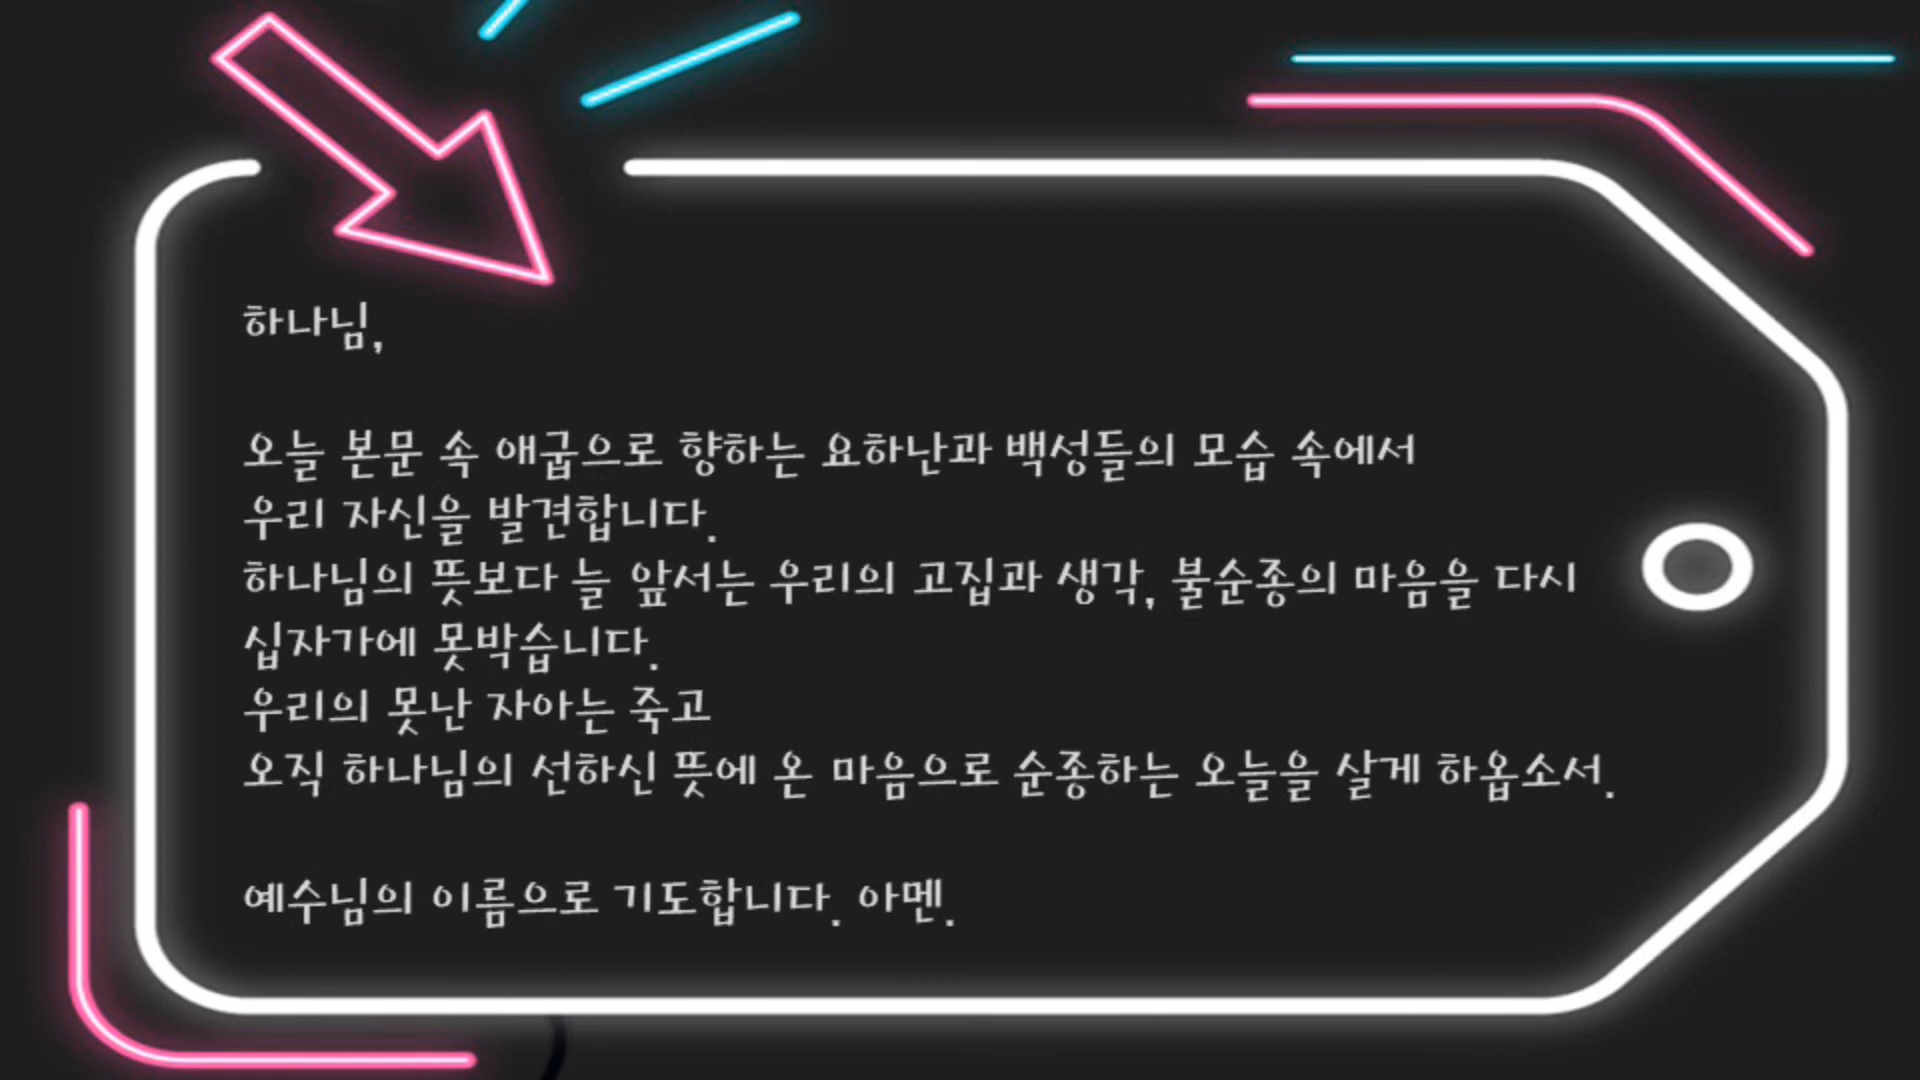 하나님,
오늘 본문 속 애굽으로 향하는 요하난과 백성들의 모습 속에서
우리 자신을 발견합니다.
하나님의 뜻보다 늘 앞서는 우리의 고집과 생각, 불순종의 마음을 다시
십자가에 못박습니다.
우리의 못난 자아는 죽고
오직 하나님의 선하신 뜻에 온 마음으로 순종하는 오늘을 살게 하옵소서.
예수님의 이름으로 기도합니다. 아멘.